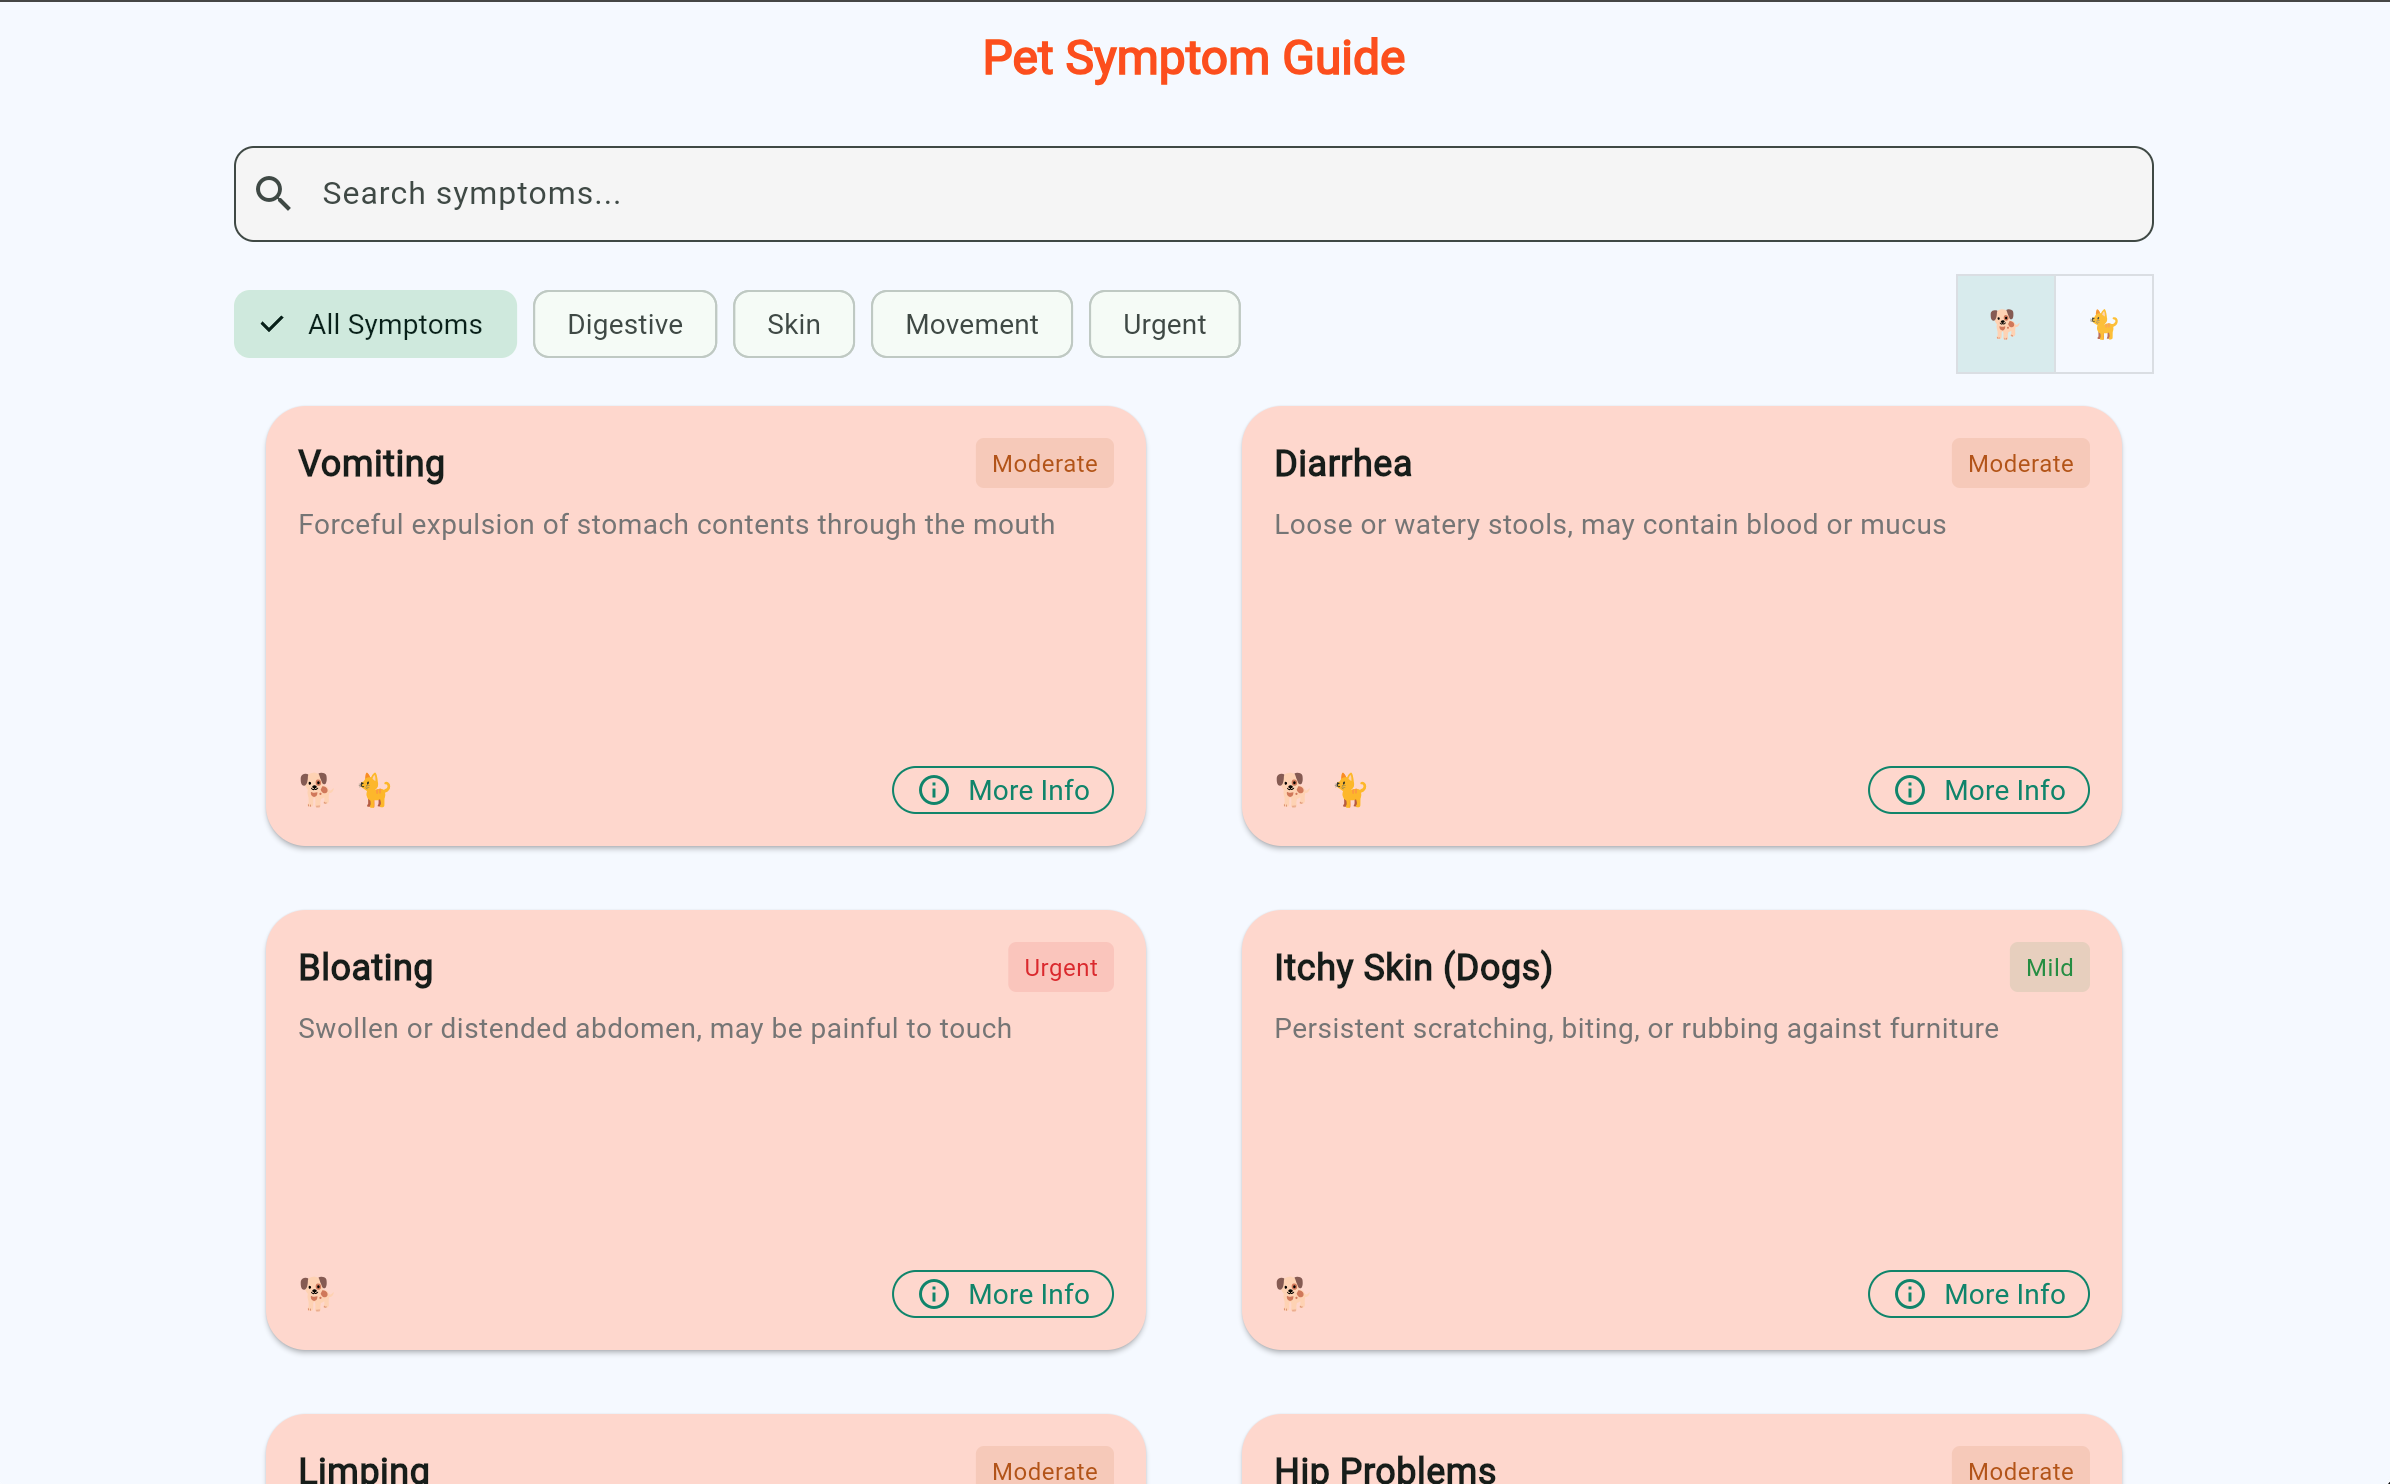 Pet Symptom Guide
Search symptoms...
All Symptoms
Digestive
Skin
Movement
Urgent
Vomiting
Moderate
Forceful expulsion of stomach contents through the mouth
More Info
Diarrhea
Moderate
Loose or watery stools, may contain blood or mucus
More Info
Bloating
Urgent
Swollen or distended abdomen, may be painful to touch
More Info
Itchy Skin (Dogs)
Mild
Persistent scratching, biting, or rubbing against furniture
More Info
Limping
Moderate
Hip Problems
Moderate